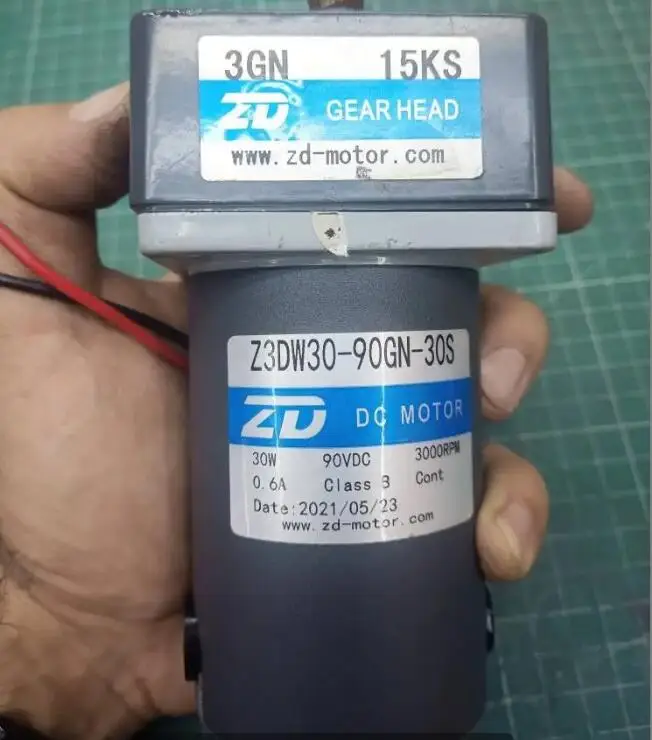 3GN 15KS
ZD GEAR HEAD
www.zd-motor.com
Z3DW30-90GN-30S
ZD DC MOTOR
30W 90VDC 3000RPM
0.6A Class B Cont
Date:2021/05/23
www.zd-motor.com